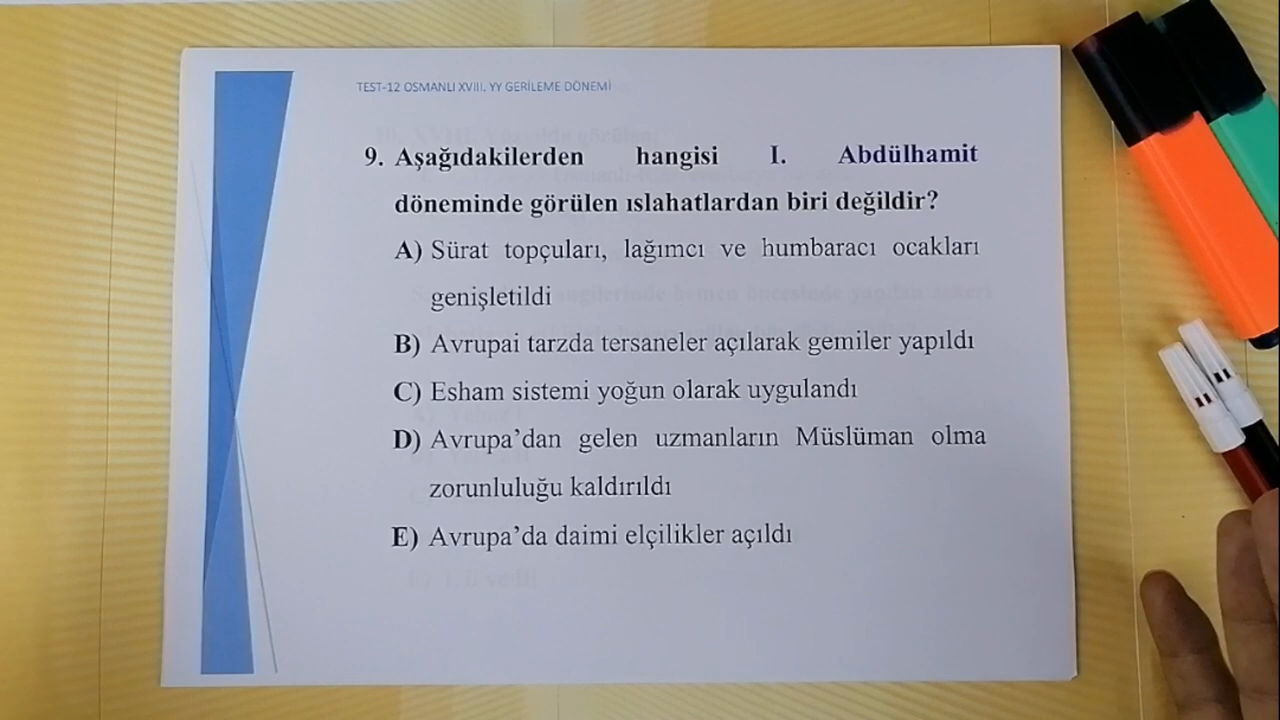 TEST-12 OSMANLI XVIII. YY GERİLEME DÖNEMİ
9. Aşağıdakilerden hangisi I. Abdülhamit
döneminde görülen ıslahatlardan biri değildir?
A) Sürat topçuları, lağımcı ve humbaracı ocakları
genişletildi
B) Avrupai tarzda tersaneler açılarak gemiler yapıldı
C) Esham sistemi yoğun olarak uygulandı
D) Avrupa’dan gelen uzmanların Müslüman olma
zorunluluğu kaldırıldı
E) Avrupa’da daimi elçilikler açıldı